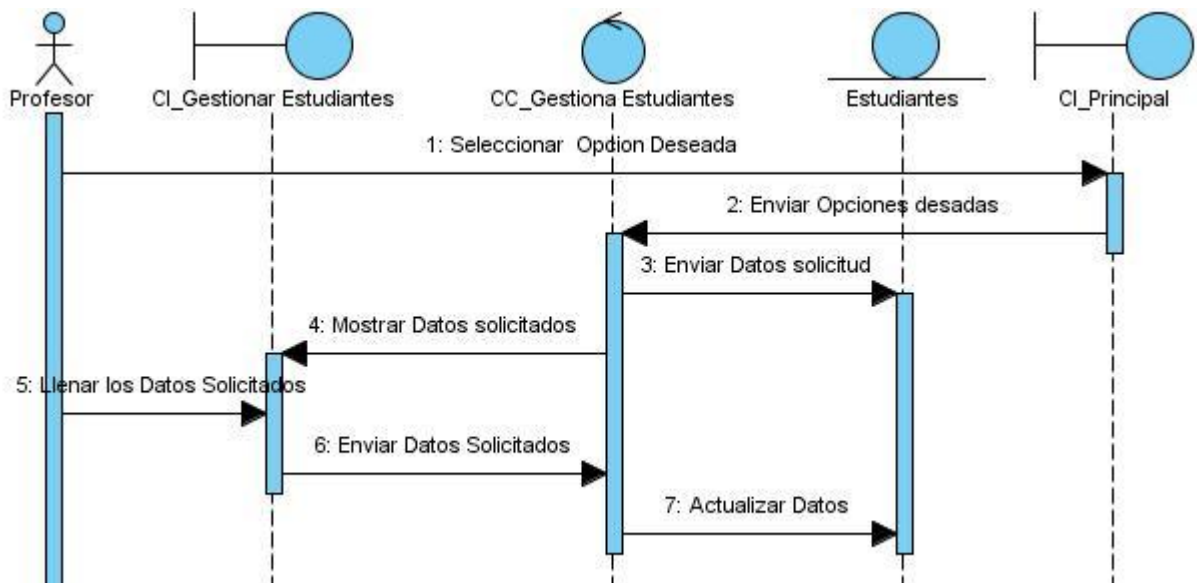 Profesor
CI_Gestionar Estudiantes
CC_Gestiona Estudiantes
Estudiantes
CI_Principal
1: Seleccionar Opcion Deseada
2: Enviar Opciones desadas
3: Enviar Datos solicitud
4: Mostrar Datos solicitados
5: Llenar los Datos Solicitados
6: Enviar Datos Solicitados
7: Actualizar Datos